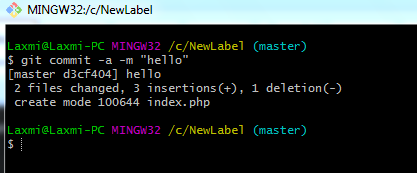 MINGW32:/c/NewLabel
Laxmi@Laxmi-PC MINGW32 /c/NewLabel (master)
$ git commit -a -m "hello"
[master d3cf404] hello
 2 files changed, 3 insertions(+), 1 deletion(-)
 create mode 100644 index.php
Laxmi@Laxmi-PC MINGW32 /c/NewLabel (master)
$